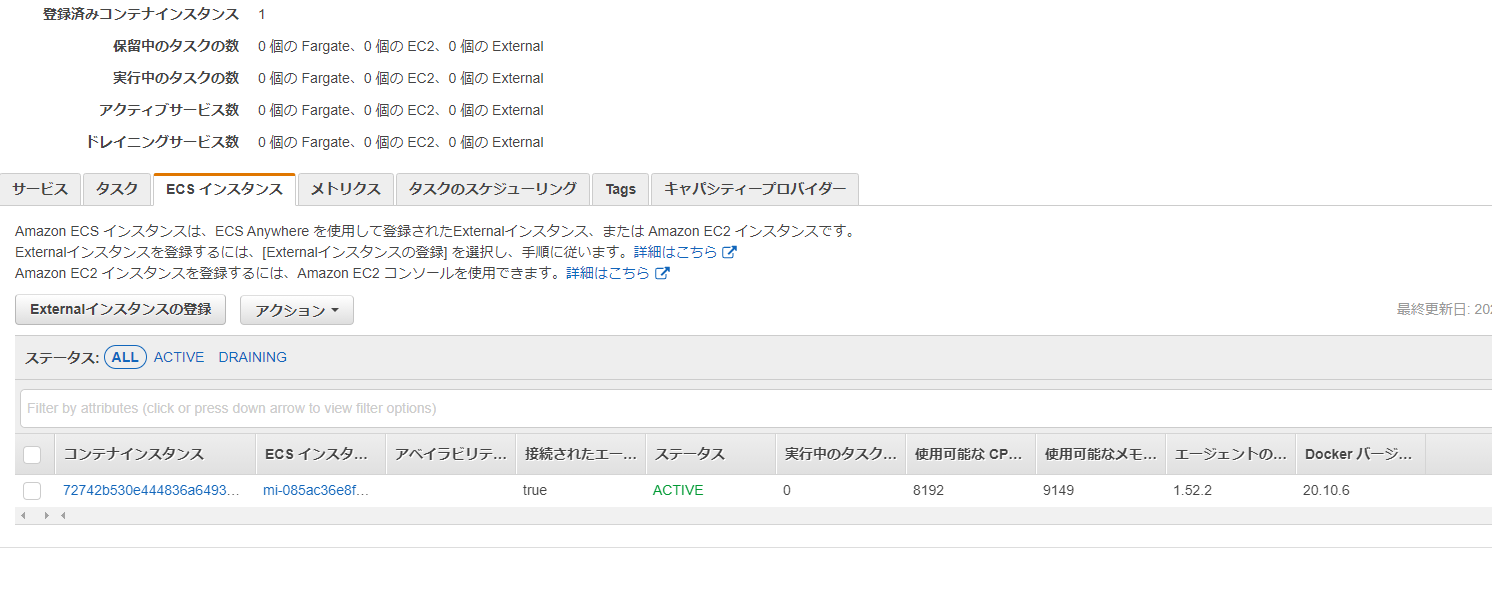 登録済みコンテナインスタンス 1
保留中のタスクの数 0 個の Fargate、0 個の EC2、0 個の External
実行中のタスクの数 0 個の Fargate、0 個の EC2、0 個の External
アクティブサービス数 0 個の Fargate、0 個の EC2、0 個の External
ドレイニングサービス数 0 個の Fargate、0 個の EC2、0 個の External
サービス タスク ECS インスタンス メトリクス タスクのスケジューリング Tags キャパシティープロバイダー
Amazon ECS インスタンスは、ECS Anywhere を使用して登録されたExternalインスタンス、または Amazon EC2 インスタンスです。
Externalインスタンスを登録するには、[Externalインスタンスの登録] を選択し、手順に従います。詳細はこちら
Amazon EC2 インスタンスを登録するには、Amazon EC2 コンソールを使用できます。詳細はこちら
Externalインスタンスの登録 アクション 最終更新日: 202
ステータス: ALL ACTIVE DRAINING
Filter by attributes (click or press down arrow to view filter options)
コンテナインスタンス ECS インスタ... アベイラビリテ... 接続されたエー... ステータス 実行中のタスク... 使用可能な CP... 使用可能なメモ... エージェントの... Docker バージ...
72742b530e444836a6493... mi-085ac36e8f... true ACTIVE 0 8192 9149 1.52.2 20.10.6